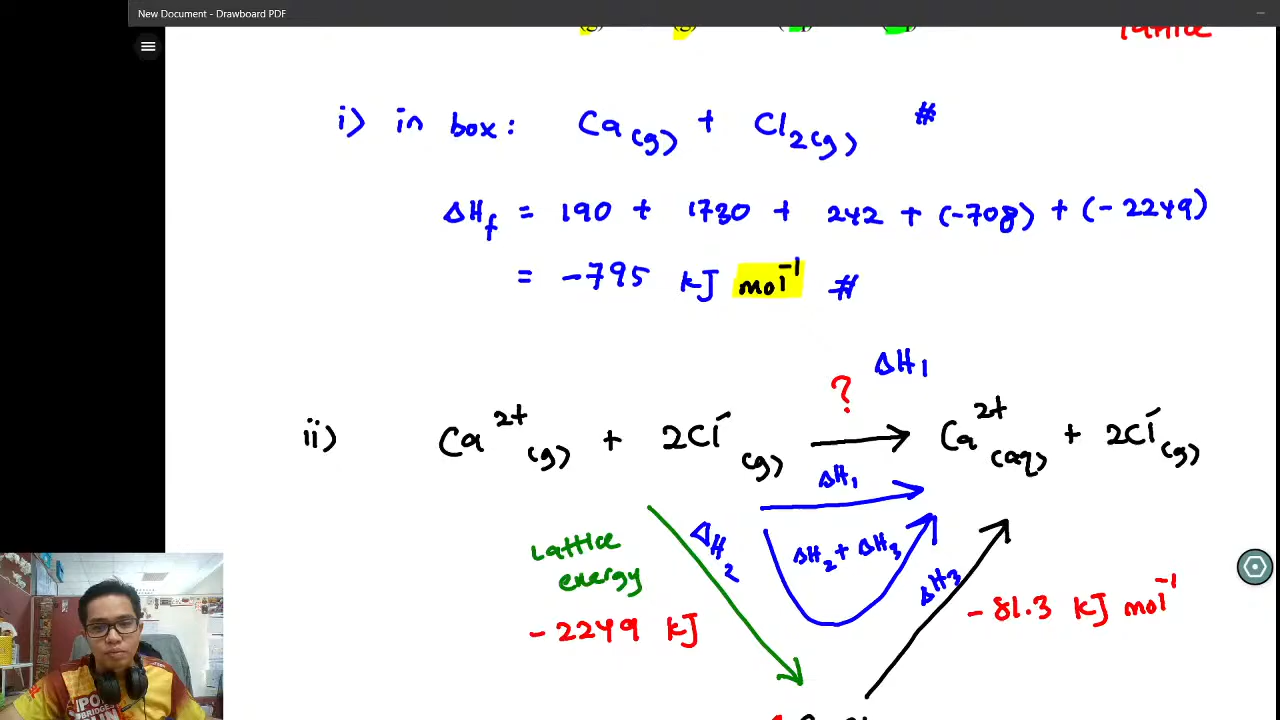 New Document - Drawboard PDF
lattice
i) in box: Ca(g) + Cl2(g) #
ΔHf = 190 + 1730 + 242 + (-708) + (-2249)
= -795 kJ mol⁻¹ #
ΔH1
?
ii) Ca²⁺(g) + 2Cl⁻(g) → Ca²⁺(aq) + 2Cl⁻(g)
ΔH1
lattice energy
ΔH2
ΔH2 + ΔH3
ΔH3
-2249 kJ
-81.3 kJ mol⁻¹